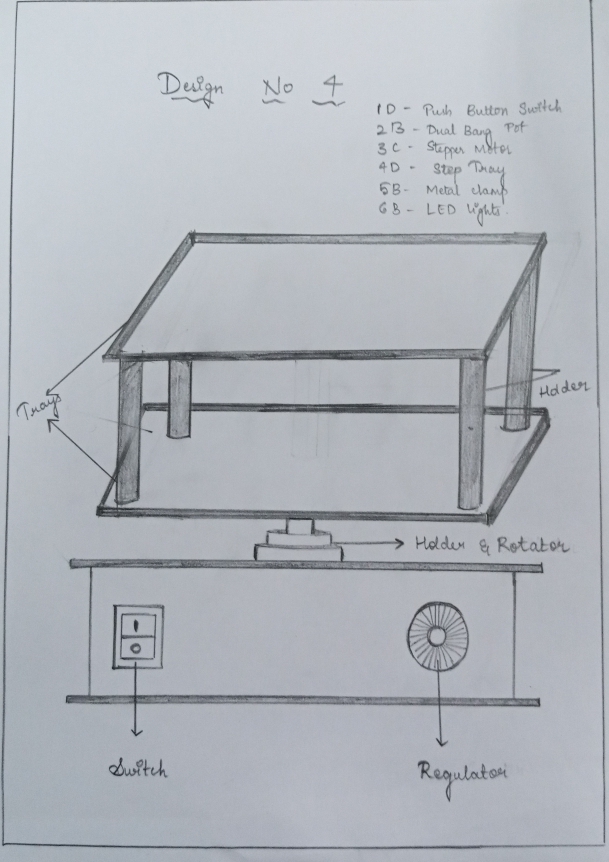 Design No 4
1D - Push Button Switch
2B - Dual Bang Pot
3C - Stepper Motor
4D - Step Tray
5B - Metal clamp
6B - LED lights.
Trays
Holder
Holder & Rotator
Switch
Regulator